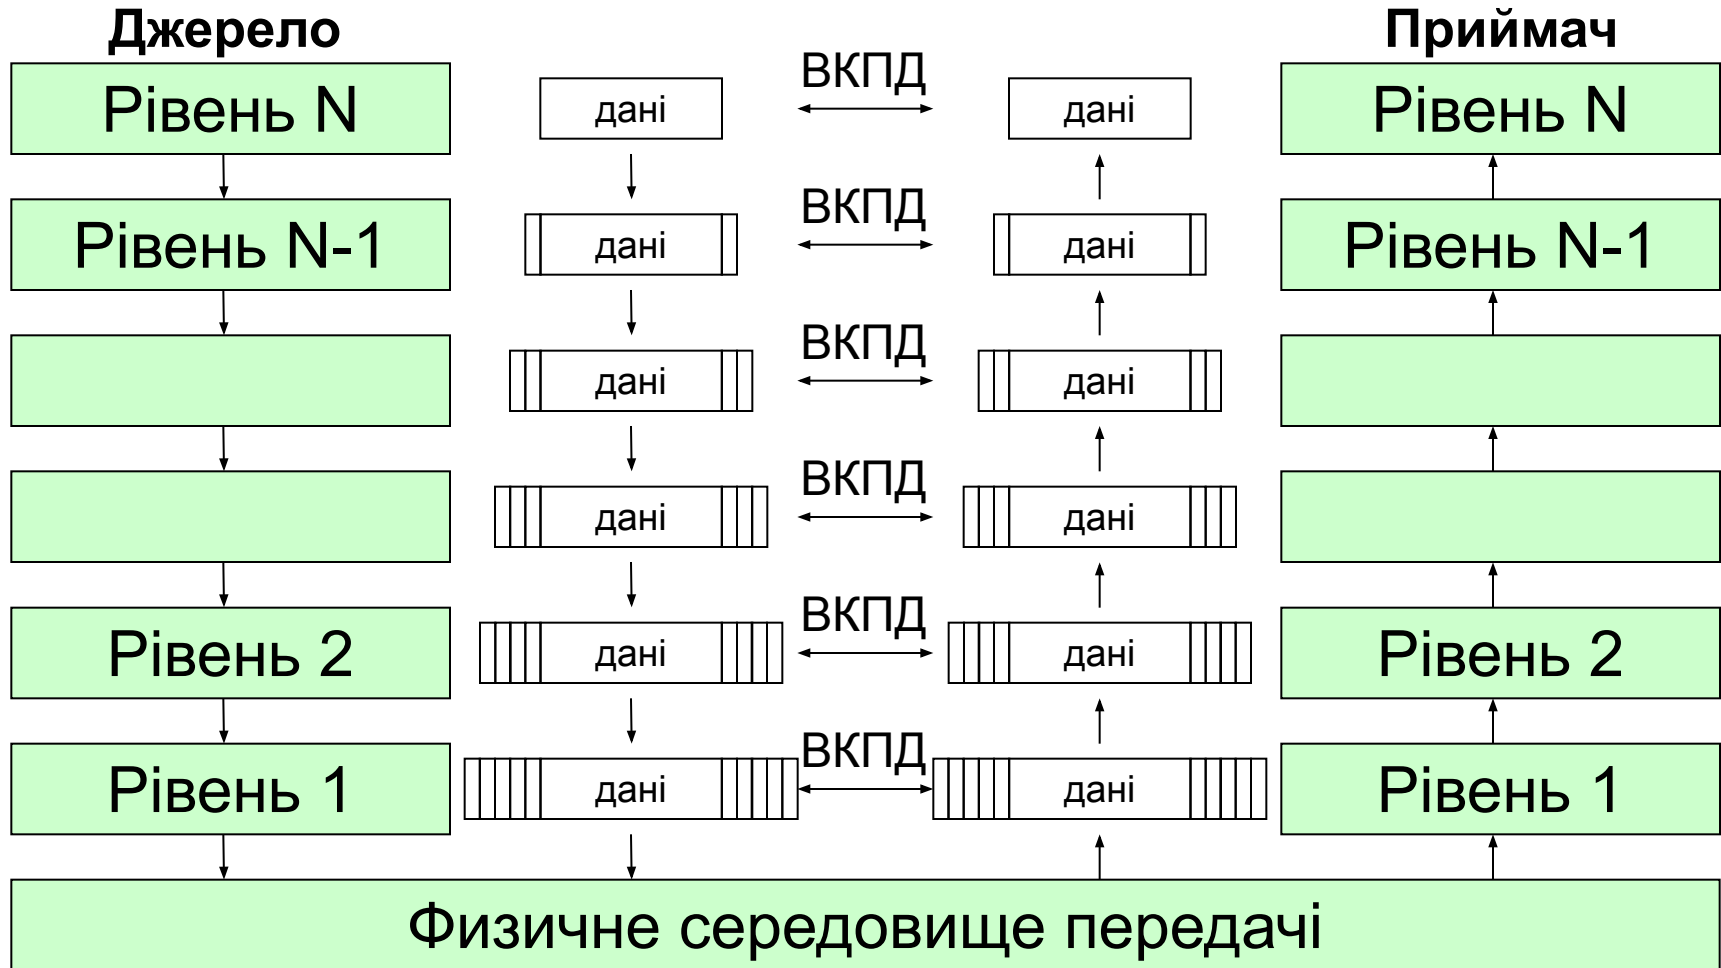 Джерело
Приймач
Рівень N
дані
ВКПД
дані
Рівень N
Рівень N-1
дані
ВКПД
дані
Рівень N-1
дані
ВКПД
дані
дані
ВКПД
дані
Рівень 2
дані
ВКПД
дані
Рівень 2
Рівень 1
дані
ВКПД
дані
Рівень 1
Физичне середовище передачі